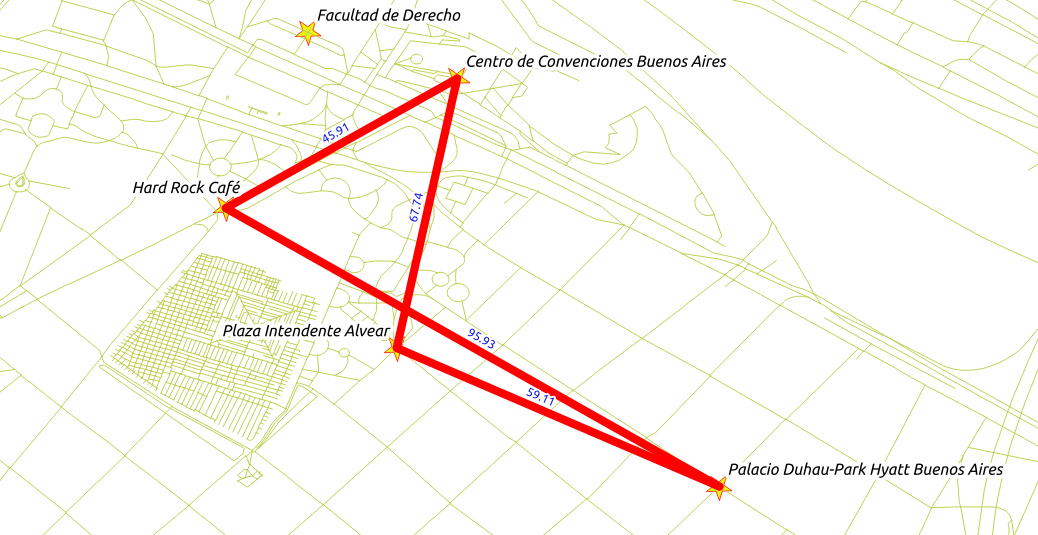 Facultad de Derecho
Centro de Convenciones Buenos Aires
45.91
Hard Rock Café
67.74
Plaza Intendente Alvear
95.93
59.11
Palacio Duhau-Park Hyatt Buenos Aires